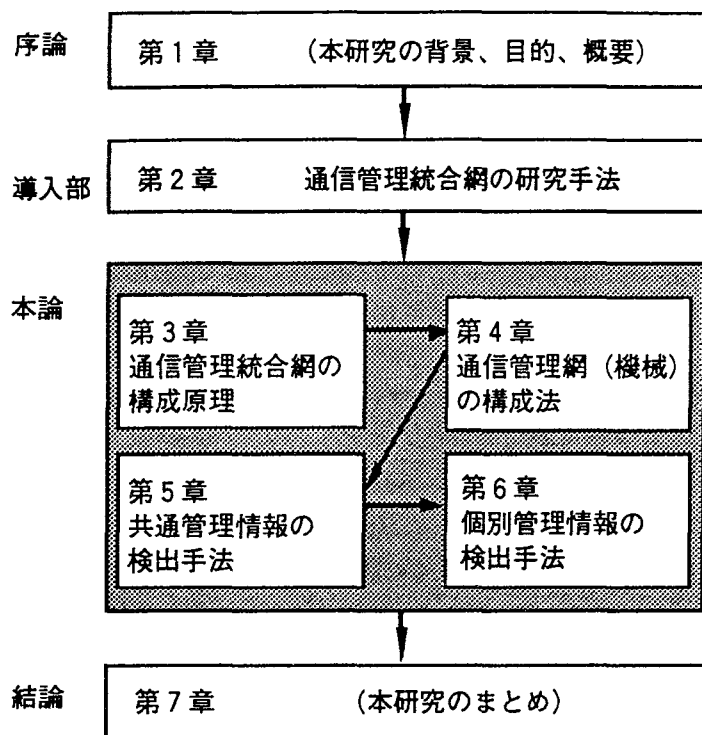 序論
第1章 (本研究の背景、目的、概要)
導入部
第2章 通信管理統合網の研究手法
本論
第3章
通信管理統合網の
構成原理
第4章
通信管理網(機械)
の構成法
第5章
共通管理情報の
検出手法
第6章
個別管理情報の
検出手法
結論
第7章 (本研究のまとめ)